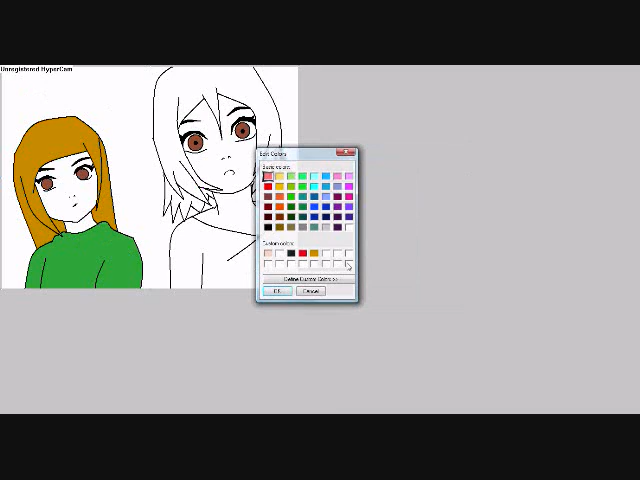 Unregistered HyperCam
Edit Colors
Basic colors:
Custom colors:
Define Custom Colors >>
OK
Cancel